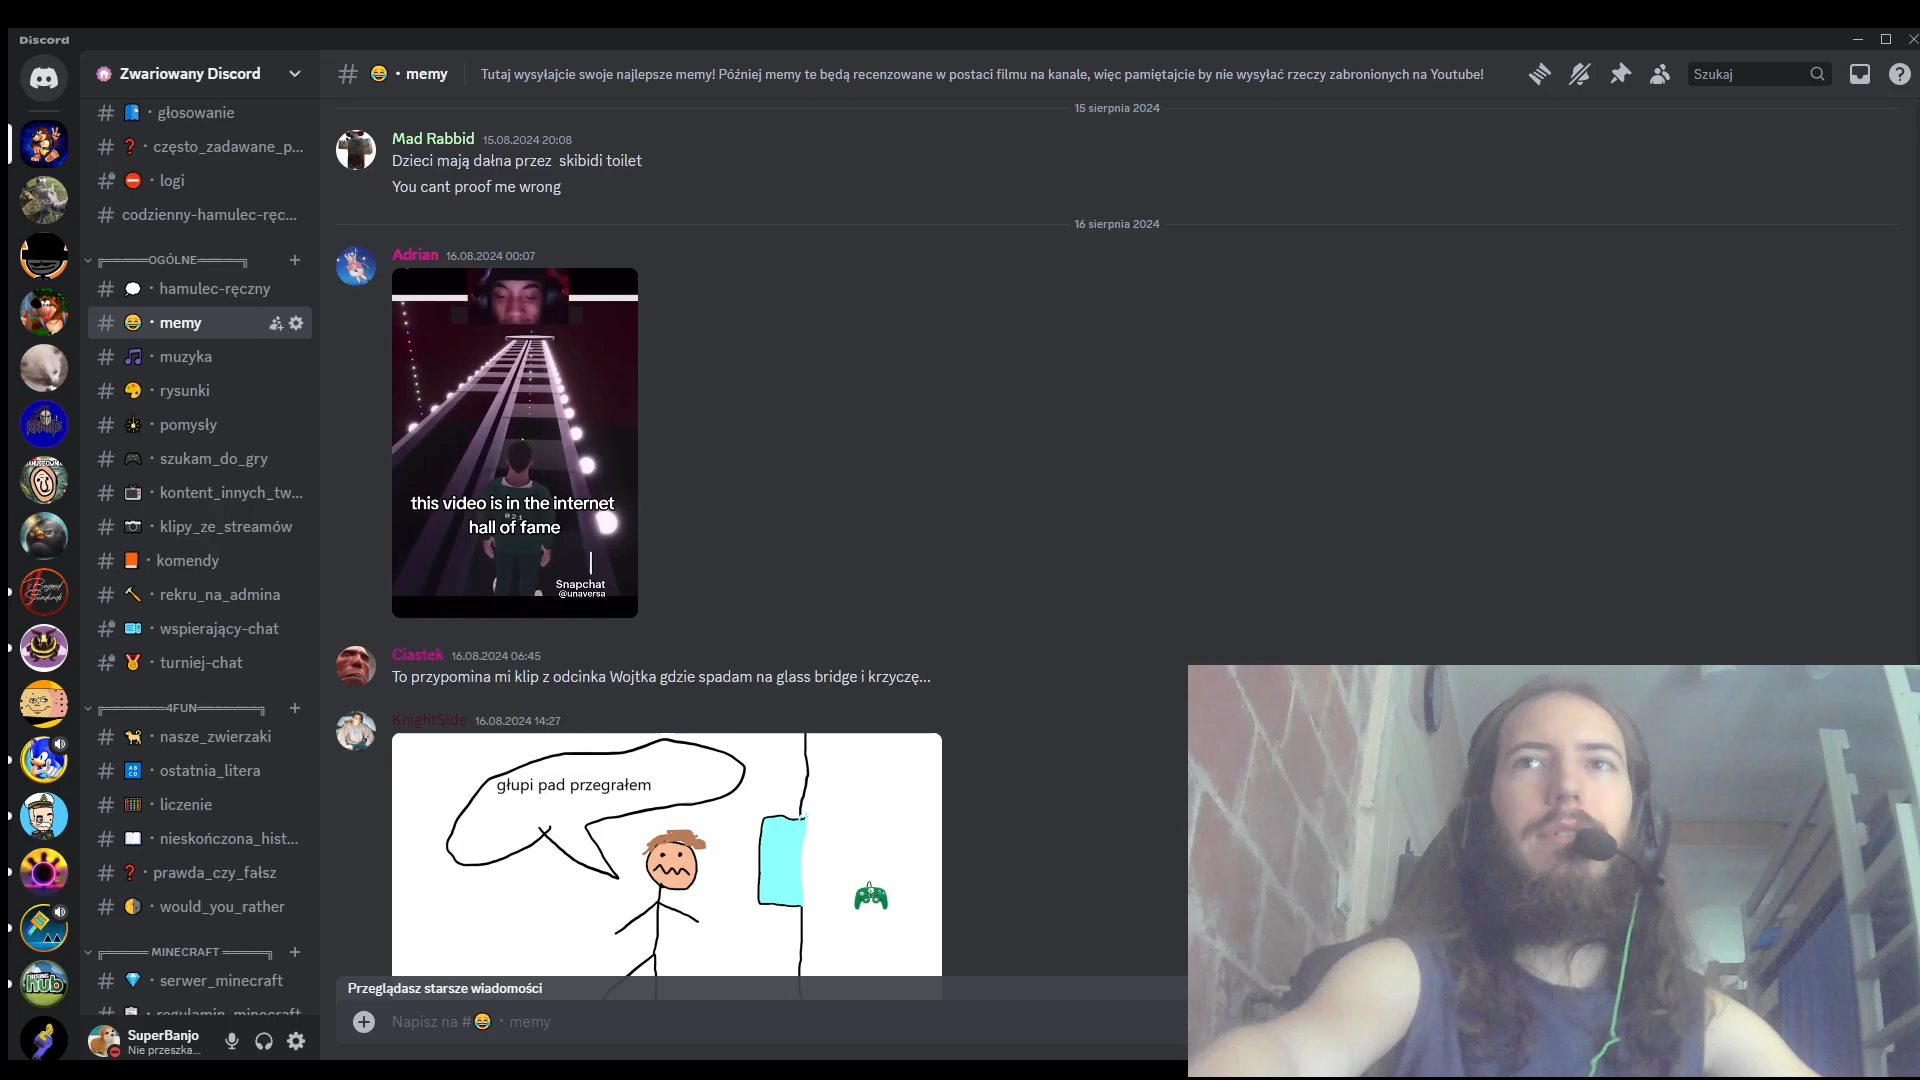 Discord
Zwariowany Discord
głosowanie
często_zadawane_p...
logi
codzienny-hamulec-ręc...
OGÓLNE
hamulec-ręczny
memy
muzyka
rysunki
pomysły
szukam_do_gry
kontent_innych_tw...
klipy_ze_streamów
komendy
rekru_na_admina
wspierający-chat
turniej-chat
4FUN
nasze_zwierzaki
ostatnia_litera
liczenie
nieskończona_hist...
prawda_czy_fałsz
would_you_rather
MINECRAFT
serwer_minecraft
regulamin_minecraft
SuperBanjo
Nie przeszka...
memy
Tutaj wysyłajcie swoje najlepsze memy! Później memy te będą recenzowane w postaci filmu na kanale, więc pamiętajcie by nie wysyłać rzeczy zabronionych na Youtube!
Szukaj
15 sierpnia 2024
Mad Rabbid 15.08.2024 20:08
Dzieci mają dałna przez skibidi toilet
You cant proof me wrong
16 sierpnia 2024
Adrian 16.08.2024 00:07
this video is in the internet
hall of fame
Snapchat
@unaversa
Ciastek 16.08.2024 06:45
To przypomina mi klip z odcinka Wojtka gdzie spadam na glass bridge i krzyczę...
KnightSide 16.08.2024 14:27
głupi pad przegrałem
Przeglądasz starsze wiadomości
Napisz na # memy